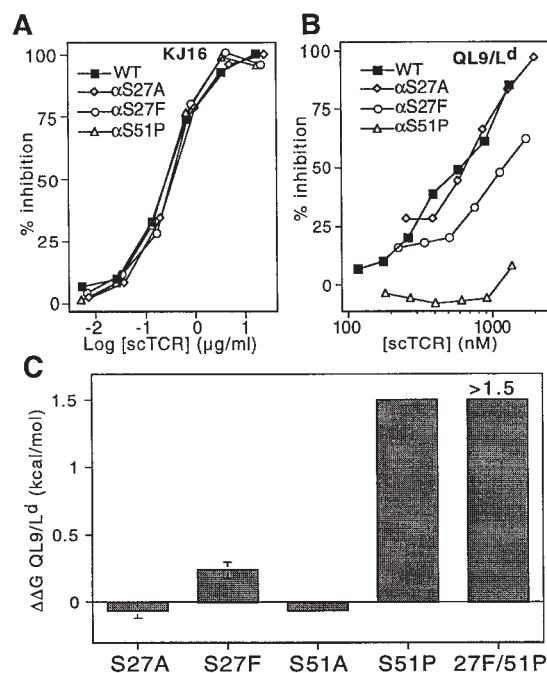 A
KJ16
WT
αS27A
αS27F
αS51P
% inhibition
100
75
50
25
0
-2
-1
0
1
Log [scTCR] (µg/ml)
B
QL9/Ld
WT
αS27A
αS27F
αS51P
% inhibition
100
75
50
25
0
100
1000
[scTCR] (nM)
C
>1.5
ΔΔG QL9/Ld (kcal/mol)
1.5
1
0.5
0
S27A
S27F
S51A
S51P
27F/51P